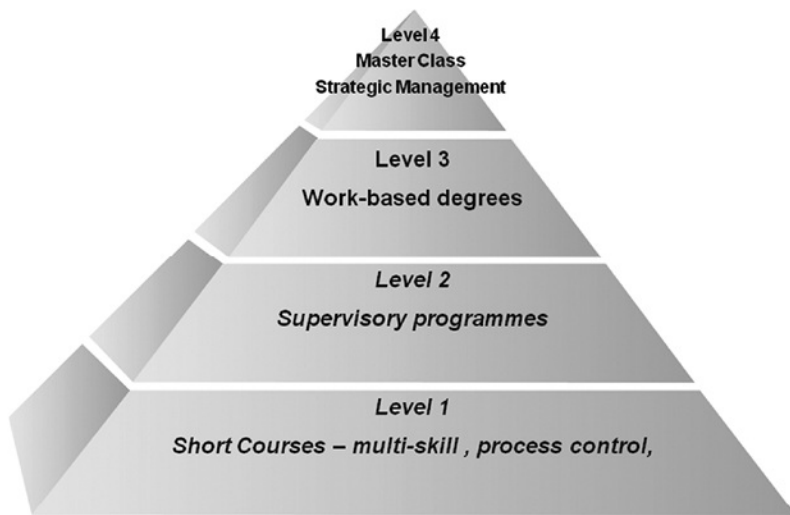 Level 4
Master Class
Strategic Management
Level 3
Work-based degrees
Level 2
Supervisory programmes
Level 1
Short Courses – multi-skill , process control,